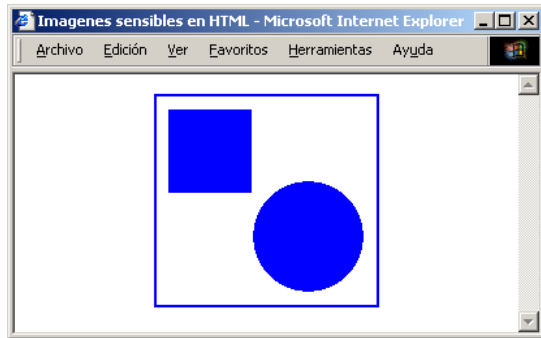 Imagenes sensibles en HTML - Microsoft Internet Explorer
Archivo Edición Ver Favoritos Herramientas Ayuda